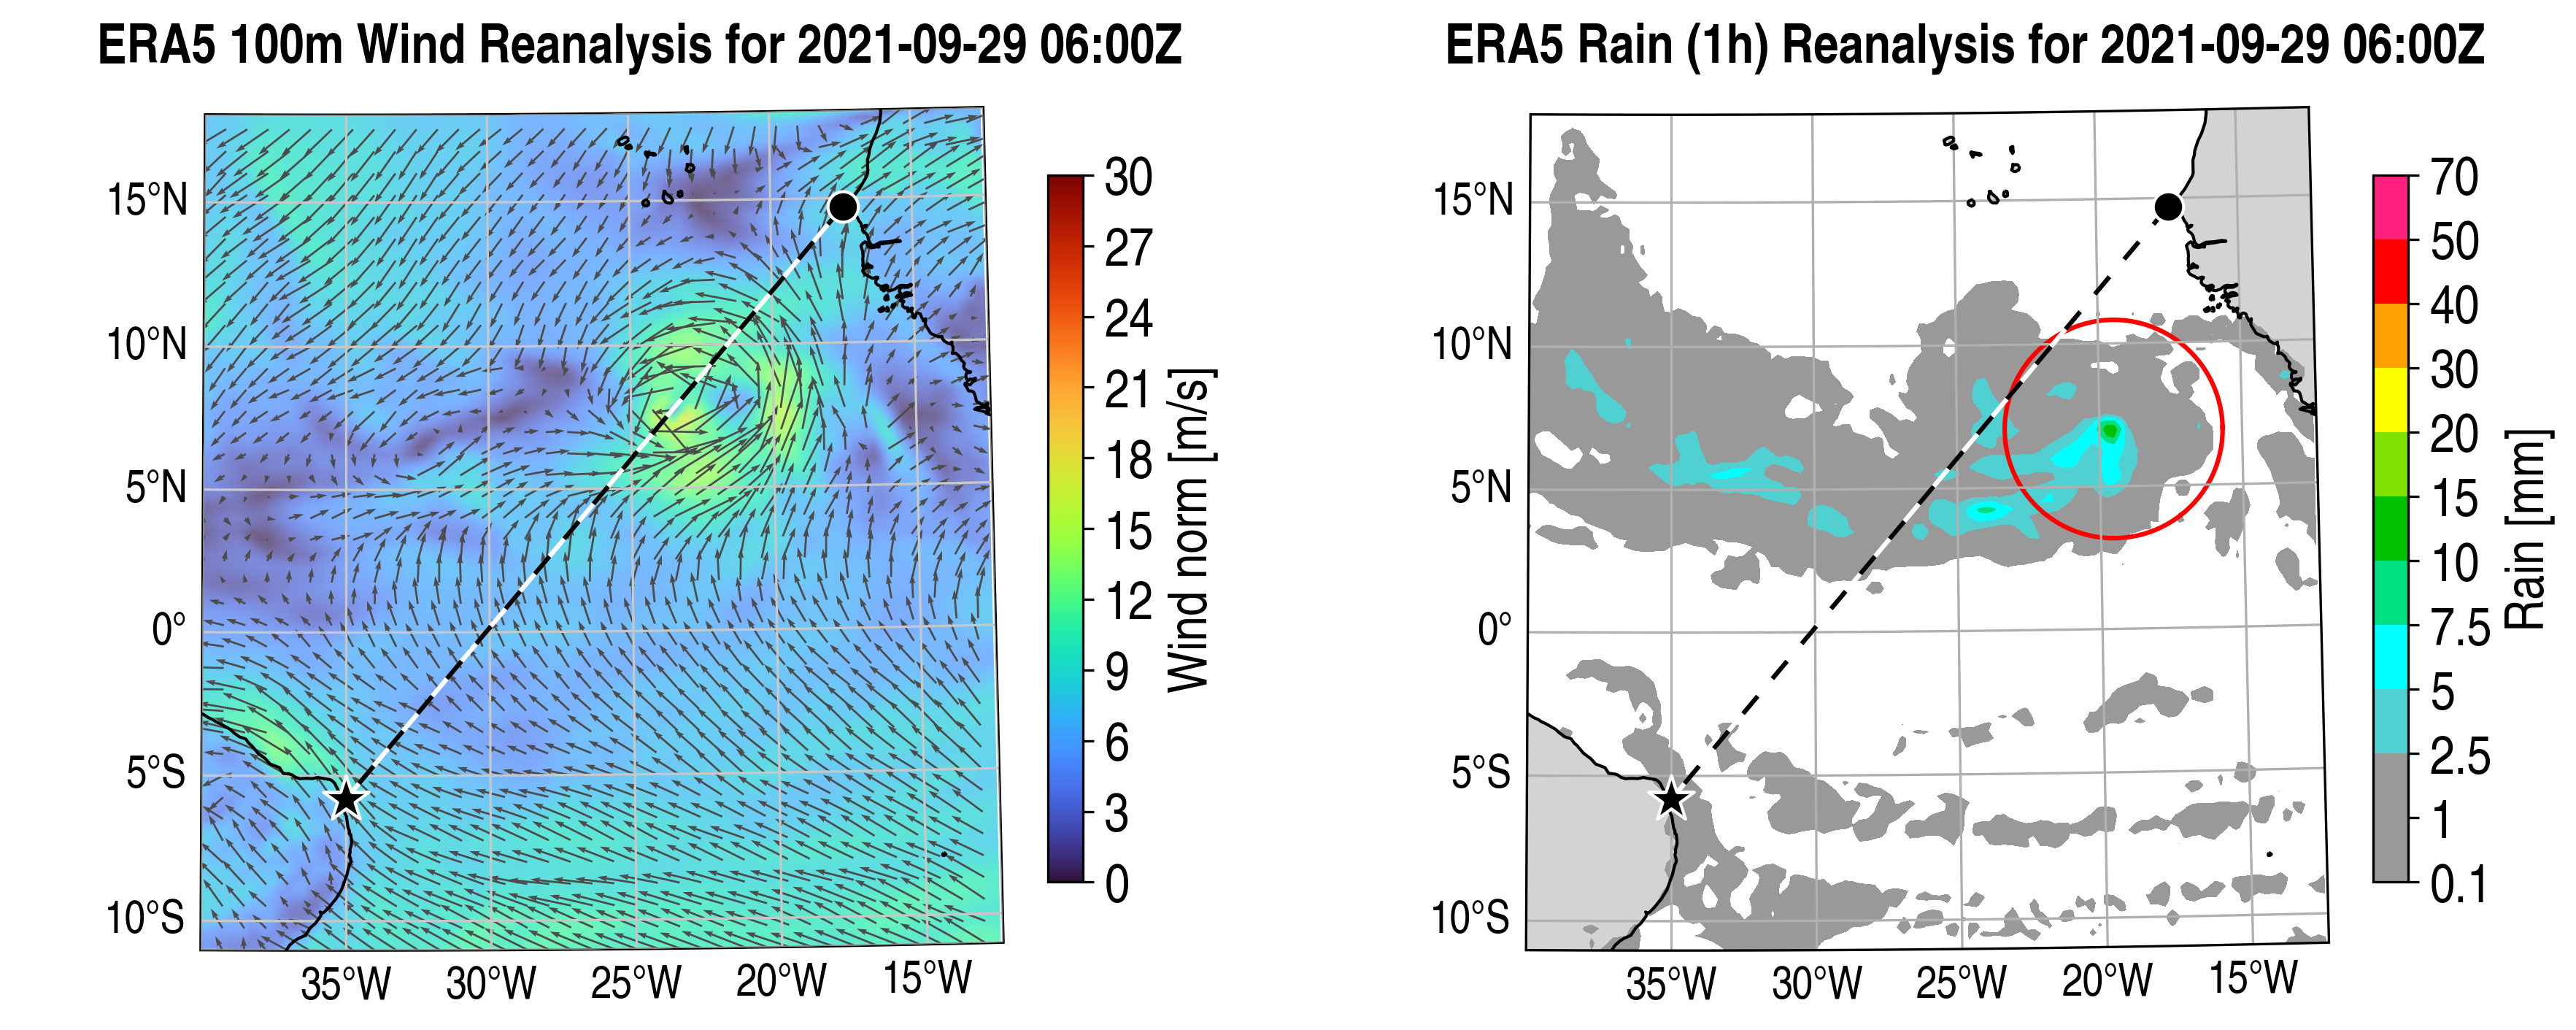 ERA5 100m Wind Reanalysis for 2021-09-29 06:00Z
15°N
10°N
5°N
0°
5°S
10°S
35°W
30°W
25°W
20°W
15°W
30
27
24
21
18
15
12
9
6
3
0
Wind norm [m/s]
ERA5 Rain (1h) Reanalysis for 2021-09-29 06:00Z
15°N
10°N
5°N
0°
5°S
10°S
35°W
30°W
25°W
20°W
15°W
70
50
40
30
20
15
10
7.5
5
2.5
1
0.1
Rain [mm]